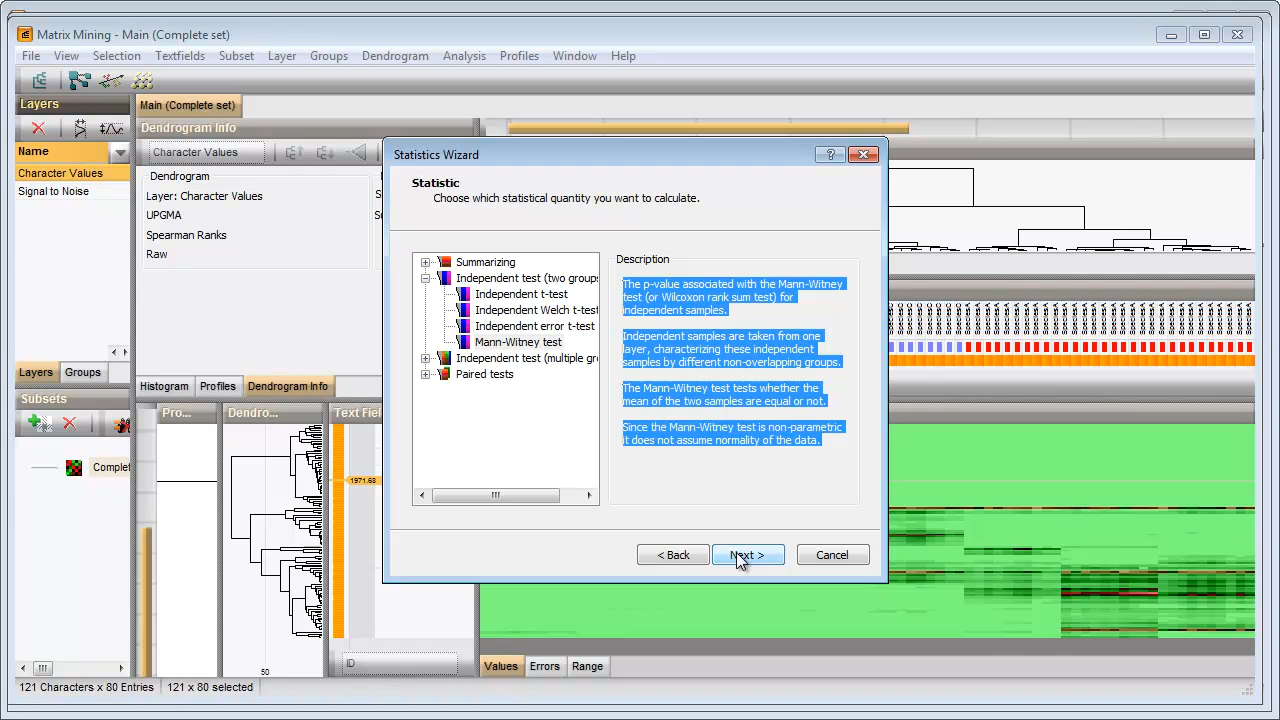 Matrix Mining - Main (Complete set)
File View Selection Textfields Subset Layer Groups Dendrogram Analysis Profiles Window Help
Layers
Name
Character Values
Signal to Noise
Layers Groups
Subsets
Complet
121 Characters x 80 Entries 121 x 80 selected
Main (Complete set)
Dendrogram Info
Character Values
Dendrogram
Layer: Character Values
UPGMA
Spearman Ranks
Raw
Histogram Profiles Dendrogram Info
Pro... Dendro... Text Fiel
1971.68
50
ID
Values Errors Range
Statistics Wizard
Statistic
Choose which statistical quantity you want to calculate.
Summarizing
Independent test (two groups
Independent t-test
Independent Welch t-test
Independent error t-test
Mann-Witney test
Independent test (multiple gro
Paired tests
Description
The p-value associated with the Mann-Witney
test (or Wilcoxon rank sum test) for
independent samples.
Independent samples are taken from one
layer, characterizing these independent
samples by different non-overlapping groups.
The Mann-Witney test tests whether the
mean of the two samples are equal or not.
Since the Mann-Witney test is non-parametric
it does not assume normality of the data.
< Back Next > Cancel